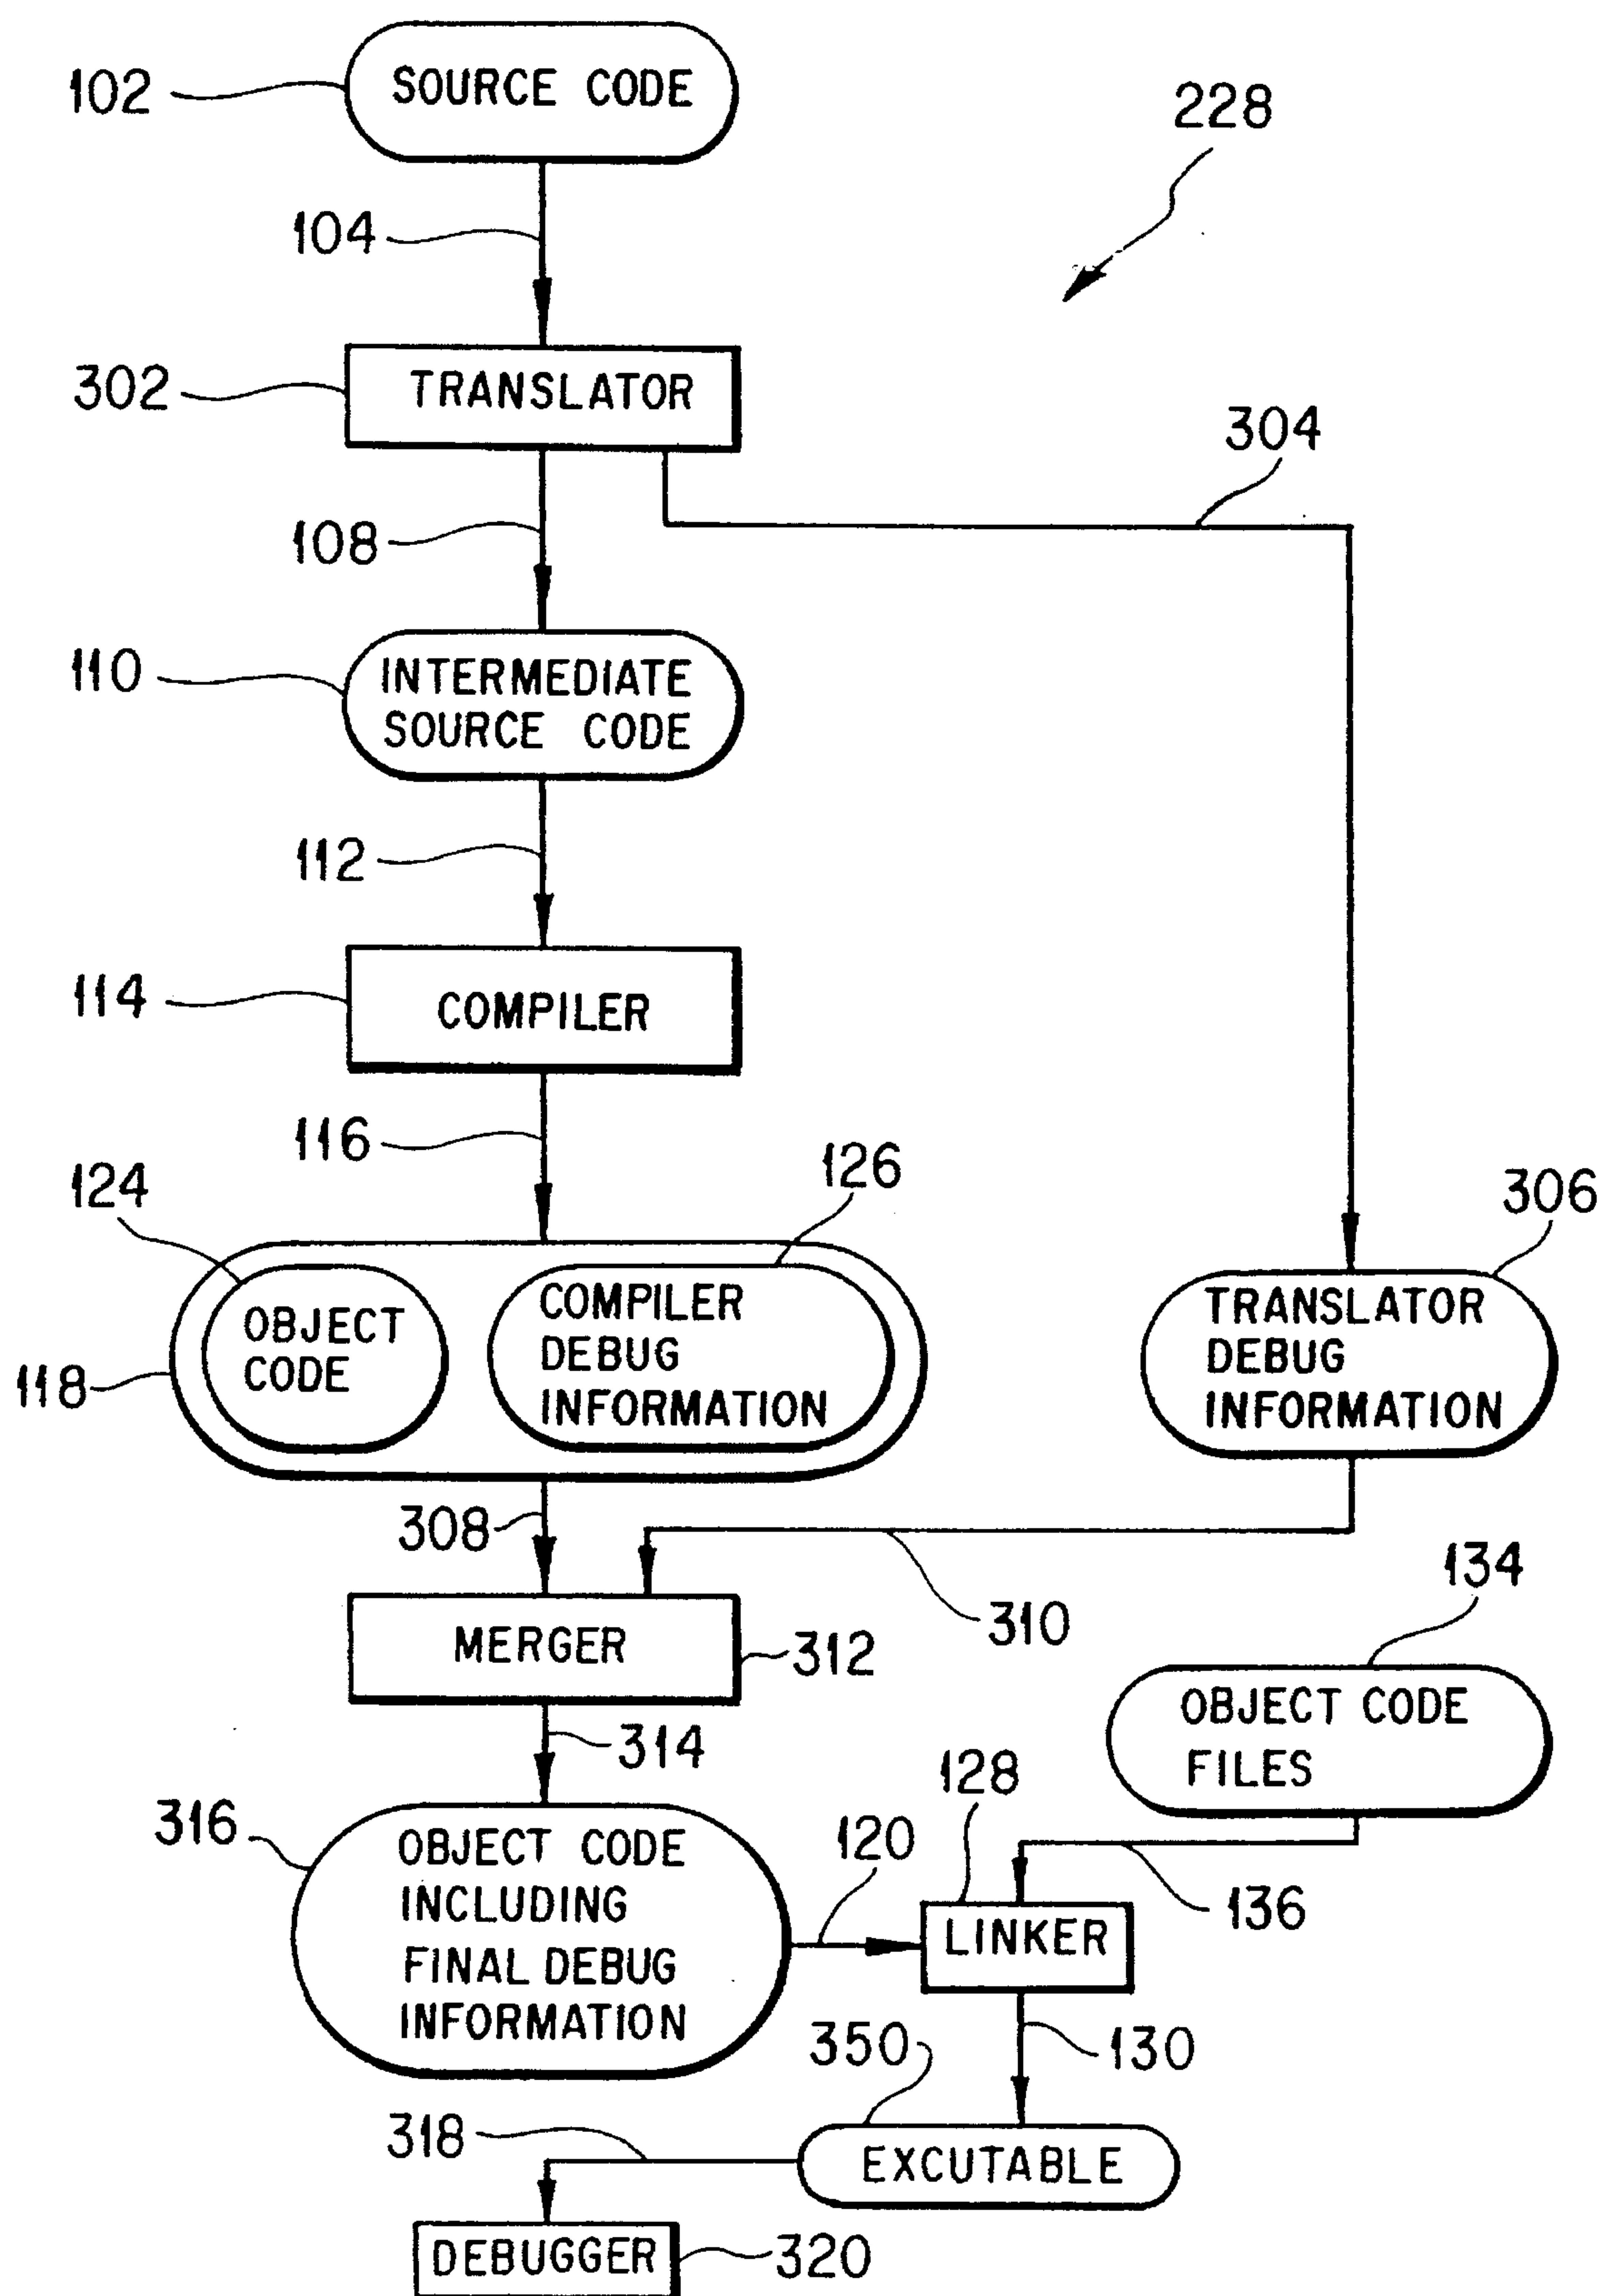 102
SOURCE CODE
228
104
302
TRANSLATOR
304
108
110
INTERMEDIATE
SOURCE CODE
112
114
COMPILER
116
124
126
306
118
OBJECT
CODE
COMPILER
DEBUG
INFORMATION
TRANSLATOR
DEBUG
INFORMATION
308
310
134
MERGER
312
OBJECT CODE
FILES
314
128
316
OBJECT CODE
INCLUDING
FINAL DEBUG
INFORMATION
120
LINKER
136
350
130
318
EXCUTABLE
DEBUGGER
320